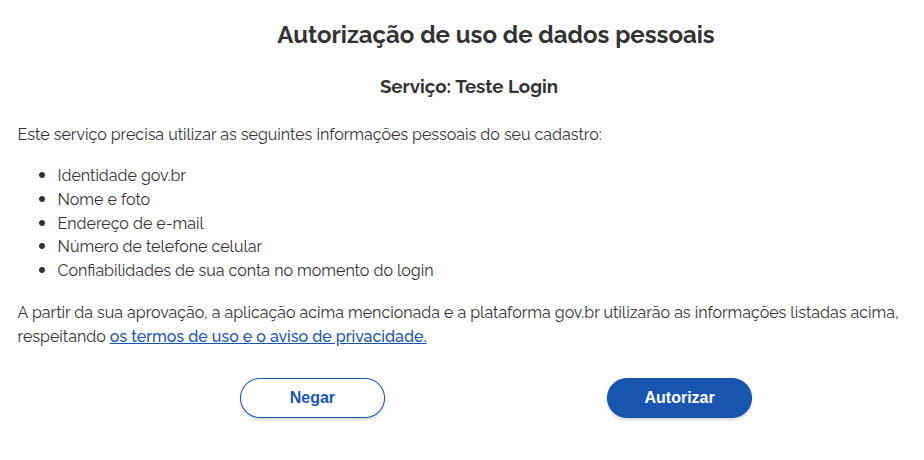 Autorização de uso de dados pessoais
Serviço: Teste Login
Este serviço precisa utilizar as seguintes informações pessoais do seu cadastro:
• Identidade gov.br
• Nome e foto
• Endereço de e-mail
• Número de telefone celular
• Confiabilidades de sua conta no momento do login
A partir da sua aprovação, a aplicação acima mencionada e a plataforma gov.br utilizarão as informações listadas acima,
respeitando os termos de uso e o aviso de privacidade.
Negar
Autorizar